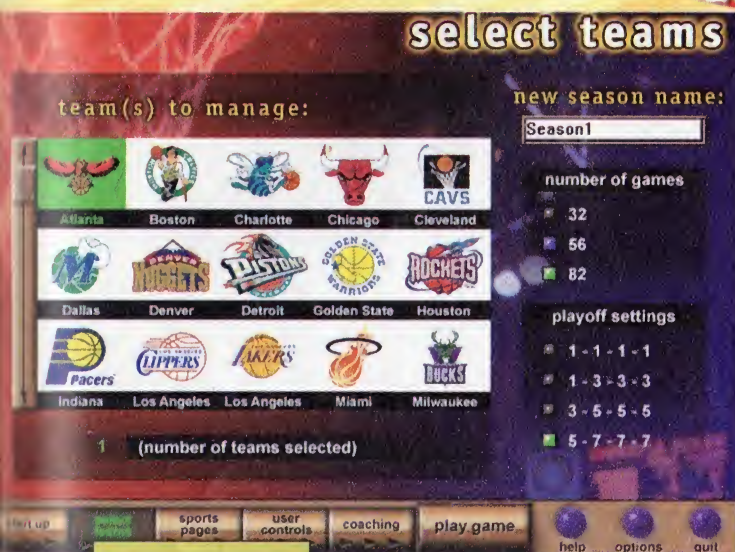 select teams
team(s) to manage:
new season name:
Season1
Atlanta
Boston
Charlotte
Chicago
CAVS
Cleveland
number of games
32
56
82
Dallas
DENVER
NUGGETS
Denver
PISTONS
Detroit
GOLDEN STATE
WARRIORS
Golden State
ROCKETS
Houston
playoff settings
1 - 1 - 1 - 1
1 - 3 - 3 - 3
3 - 5 - 5 - 5
5 - 7 - 7 - 7
Pacers
Indiana
CLIPPERS
Los Angeles
LAKERS
Los Angeles
Miami
BUCKS
Milwaukee
1 (number of teams selected)
sports
pages
user
controls
coaching
play game
help
options
quit